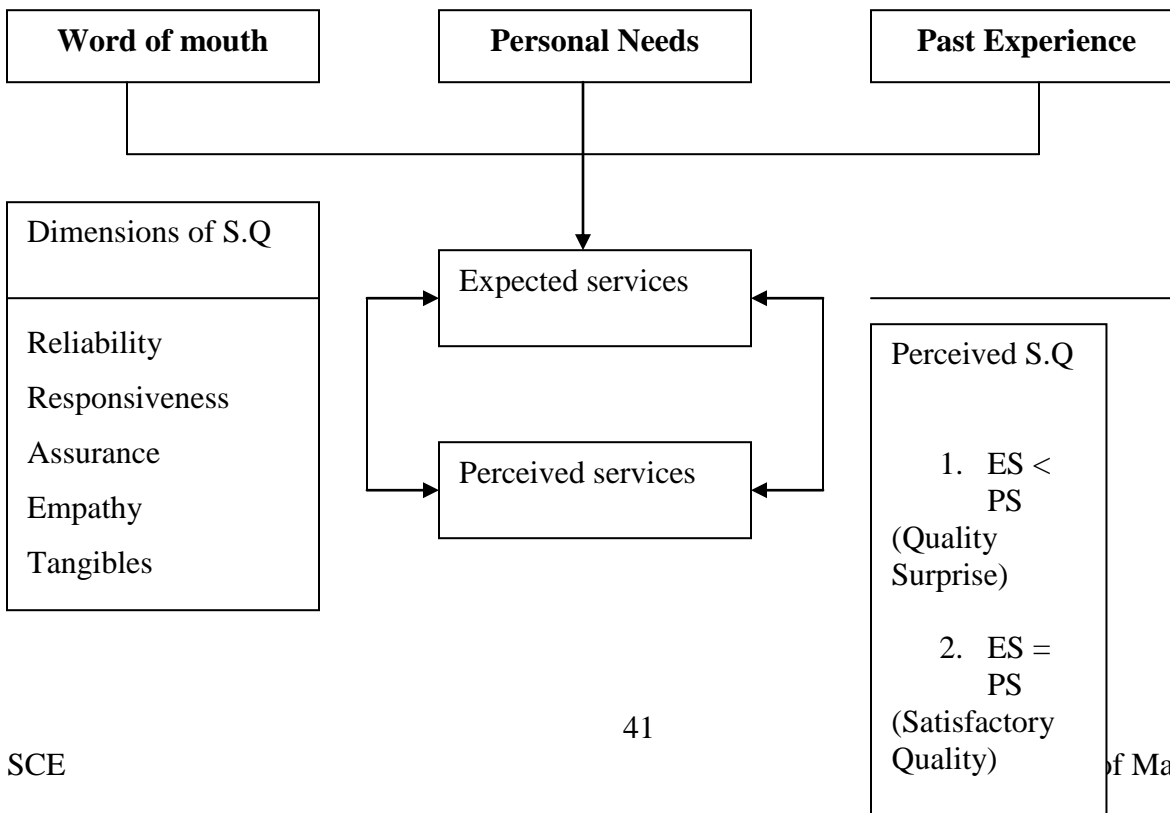 Word of mouth
Personal Needs
Past Experience
Dimensions of S.Q
Reliability
Responsiveness
Assurance
Empathy
Tangibles
Expected services
Perceived services
Perceived S.Q
1. ES <
PS
(Quality
Surprise)
2. ES =
PS
(Satisfactory
Quality)
41
SCE
of Ma